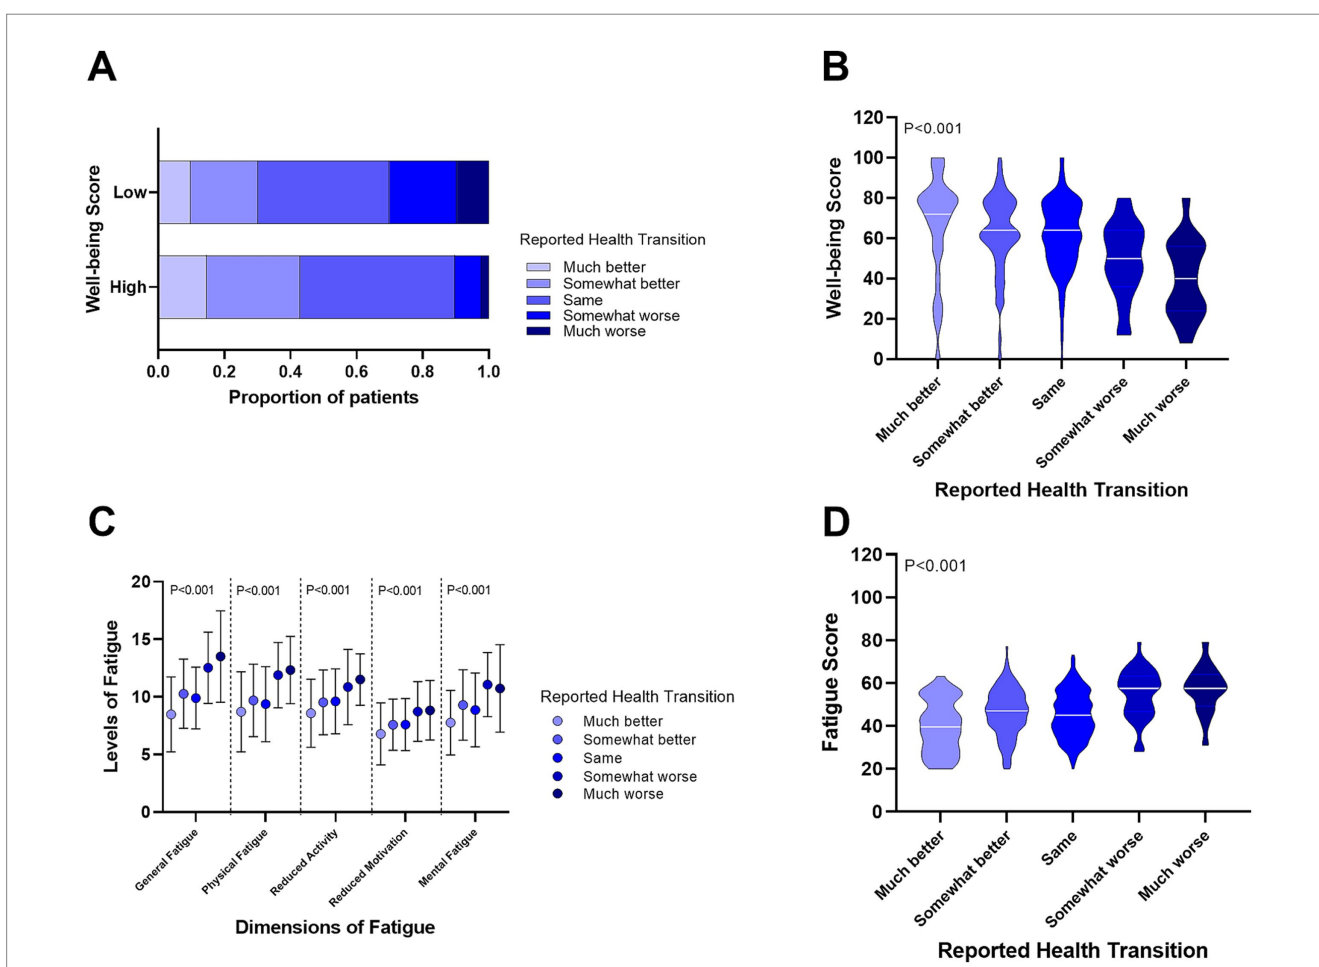 A
Well-being Score
Low
High
0.0 0.2 0.4 0.6 0.8 1.0
Proportion of patients
Reported Health Transition
Much better
Somewhat better
Same
Somewhat worse
Much worse
B
P<0.001
Well-being Score
120
100
80
60
40
20
0
Much better
Somewhat better
Same
Somewhat worse
Much worse
Reported Health Transition
C
Levels of Fatigue
20
15
10
5
0
P<0.001 P<0.001 P<0.001 P<0.001 P<0.001
General Fatigue
Physical Fatigue
Reduced Activity
Reduced Motivation
Mental Fatigue
Dimensions of Fatigue
Reported Health Transition
Much better
Somewhat better
Same
Somewhat worse
Much worse
D
P<0.001
Fatigue Score
120
100
80
60
40
20
0
Much better
Somewhat better
Same
Somewhat worse
Much worse
Reported Health Transition